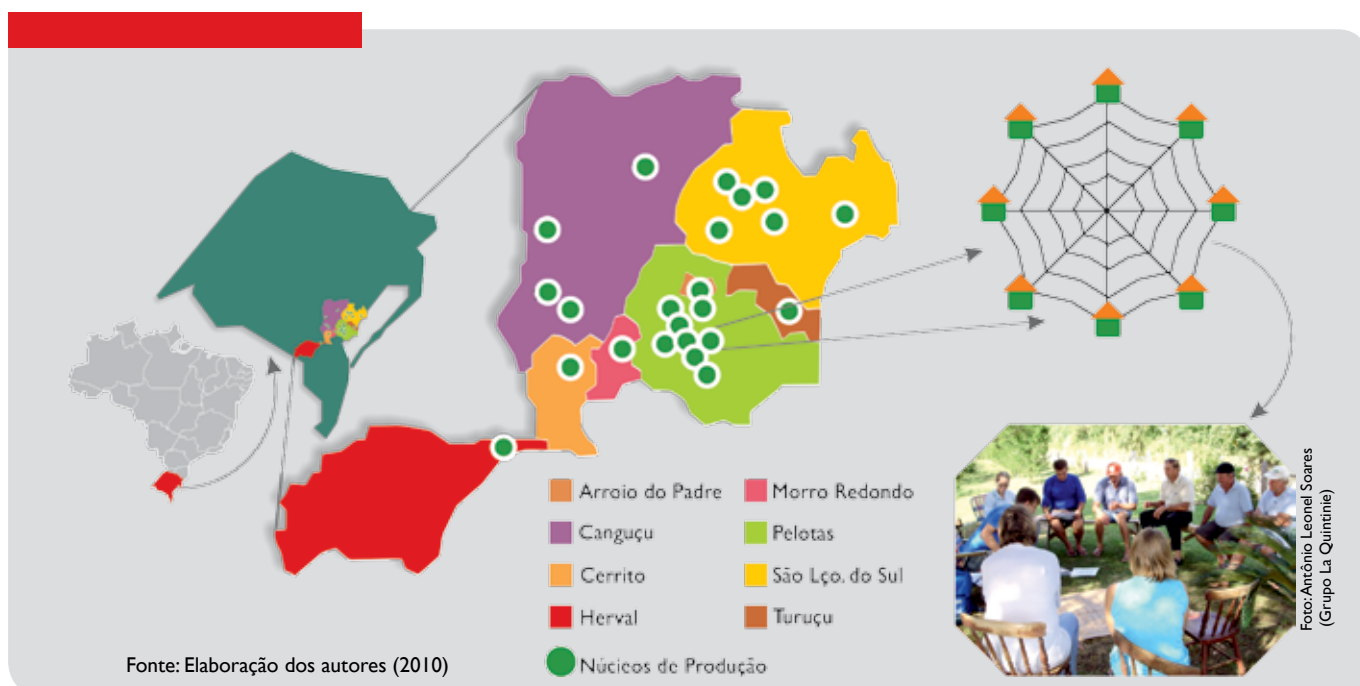 Arroio do Padre
Morro Redondo
Canguçu
Pelotas
Cerrito
São Lço. do Sul
Herval
Turuçu
Núcieos de Produção
Fonte: Elaboração dos autores (2010)
Foto: Antônio Leonel Soares
(Grupo La Quintinie)